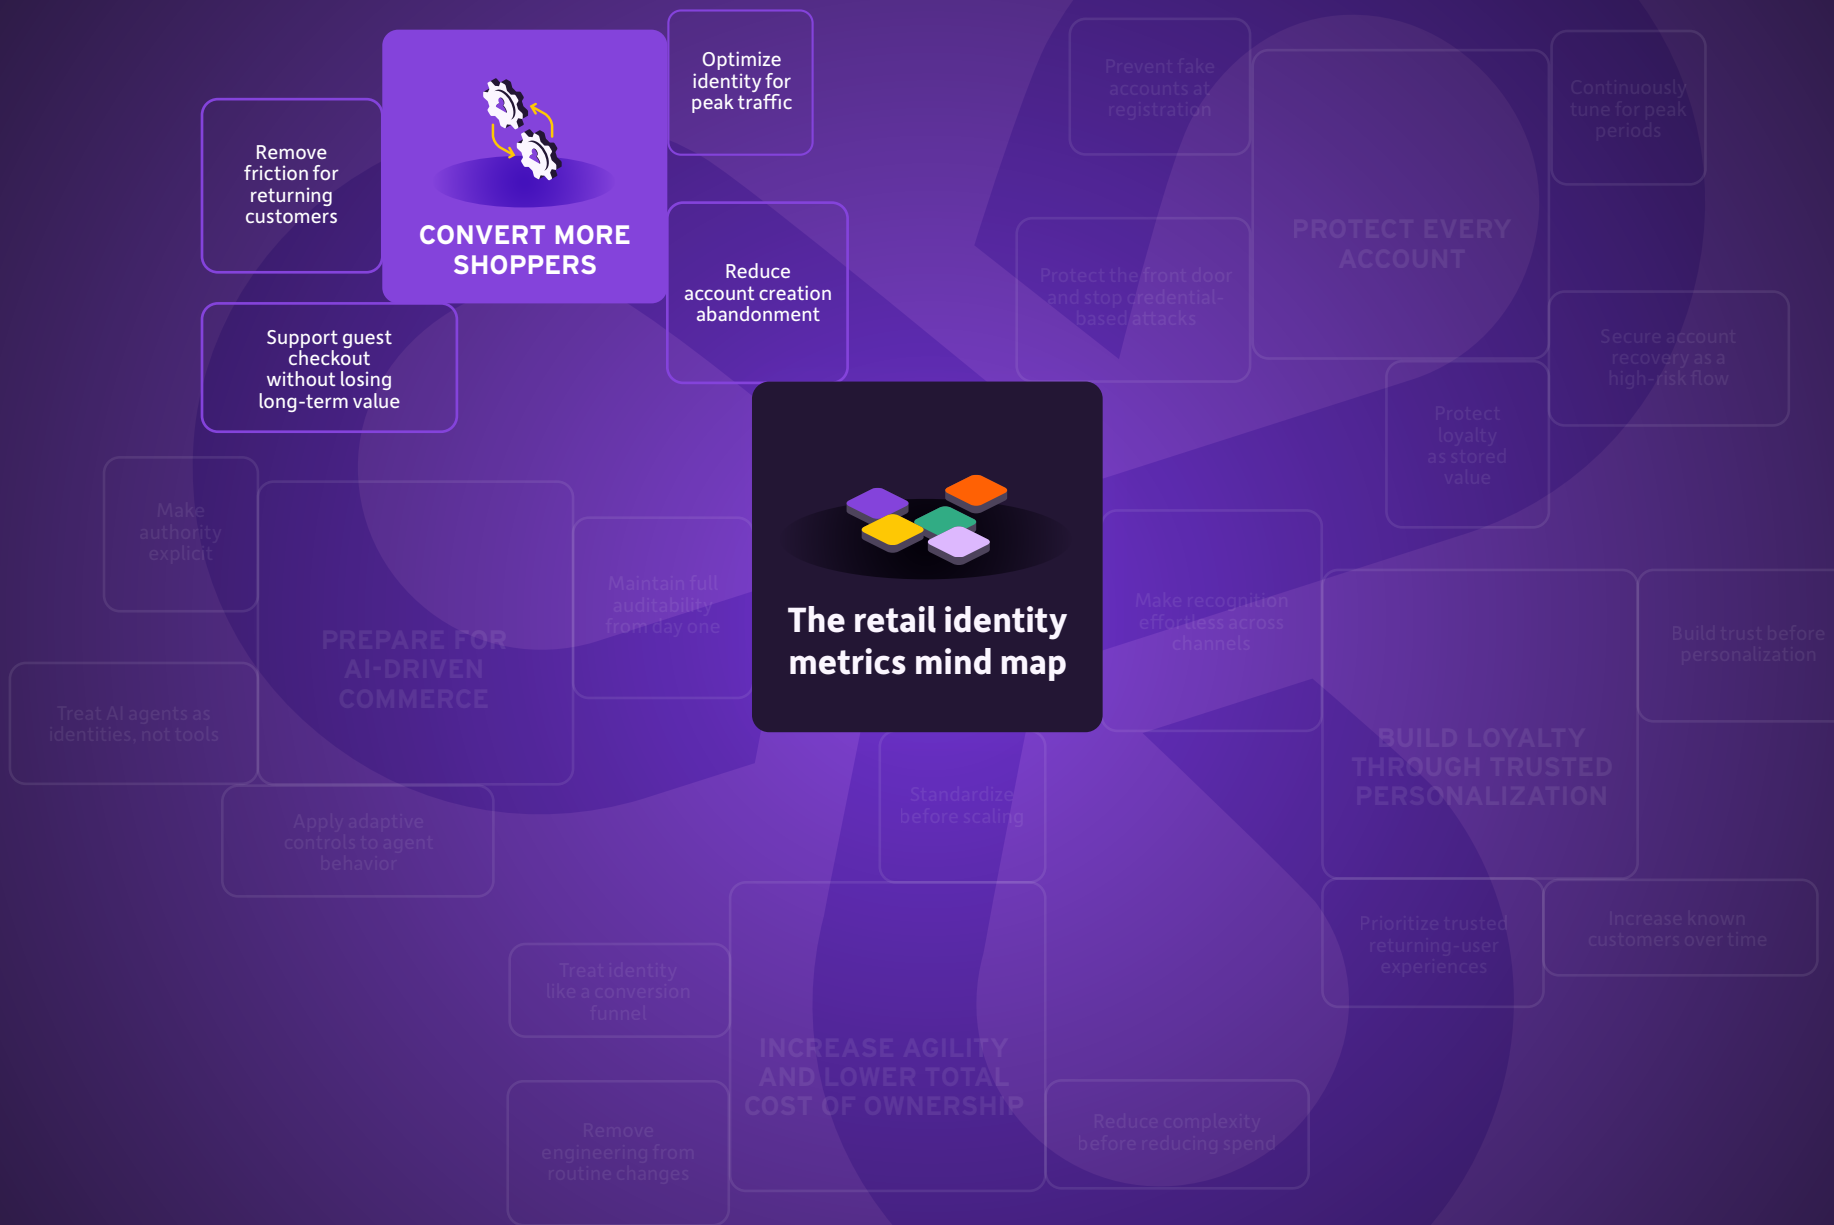 Optimize
identity for
peak traffic
Remove
friction for
returning
customers
CONVERT MORE
SHOPPERS
Reduce
account creation
abandonment
Support guest
checkout
without losing
long-term value
Prevent fake
accounts at
registration
Continuously
tune for peak
periods
PROTECT EVERY
ACCOUNT
Protect the front door
and stop credential-
based attacks
Secure account
recovery as a
high-risk flow
Protect
loyalty
as stored
value
The retail identity
metrics mind map
Make
authority
explicit
Maintain full
auditability
from day one
PREPARE FOR
AI-DRIVEN
COMMERCE
Treat AI agents as
identities, not tools
Apply adaptive
controls to agent
behavior
Make recognition
effortless across
channels
Build trust before
personalization
BUILD LOYALTY
THROUGH TRUSTED
PERSONALIZATION
Prioritize trusted
returning-user
experiences
Increase known
customers over time
Standardize
before scaling
Treat identity
like a conversion
funnel
INCREASE AGILITY
AND LOWER TOTAL
COST OF OWNERSHIP
Remove
engineering from
routine changes
Reduce complexity
before reducing spend